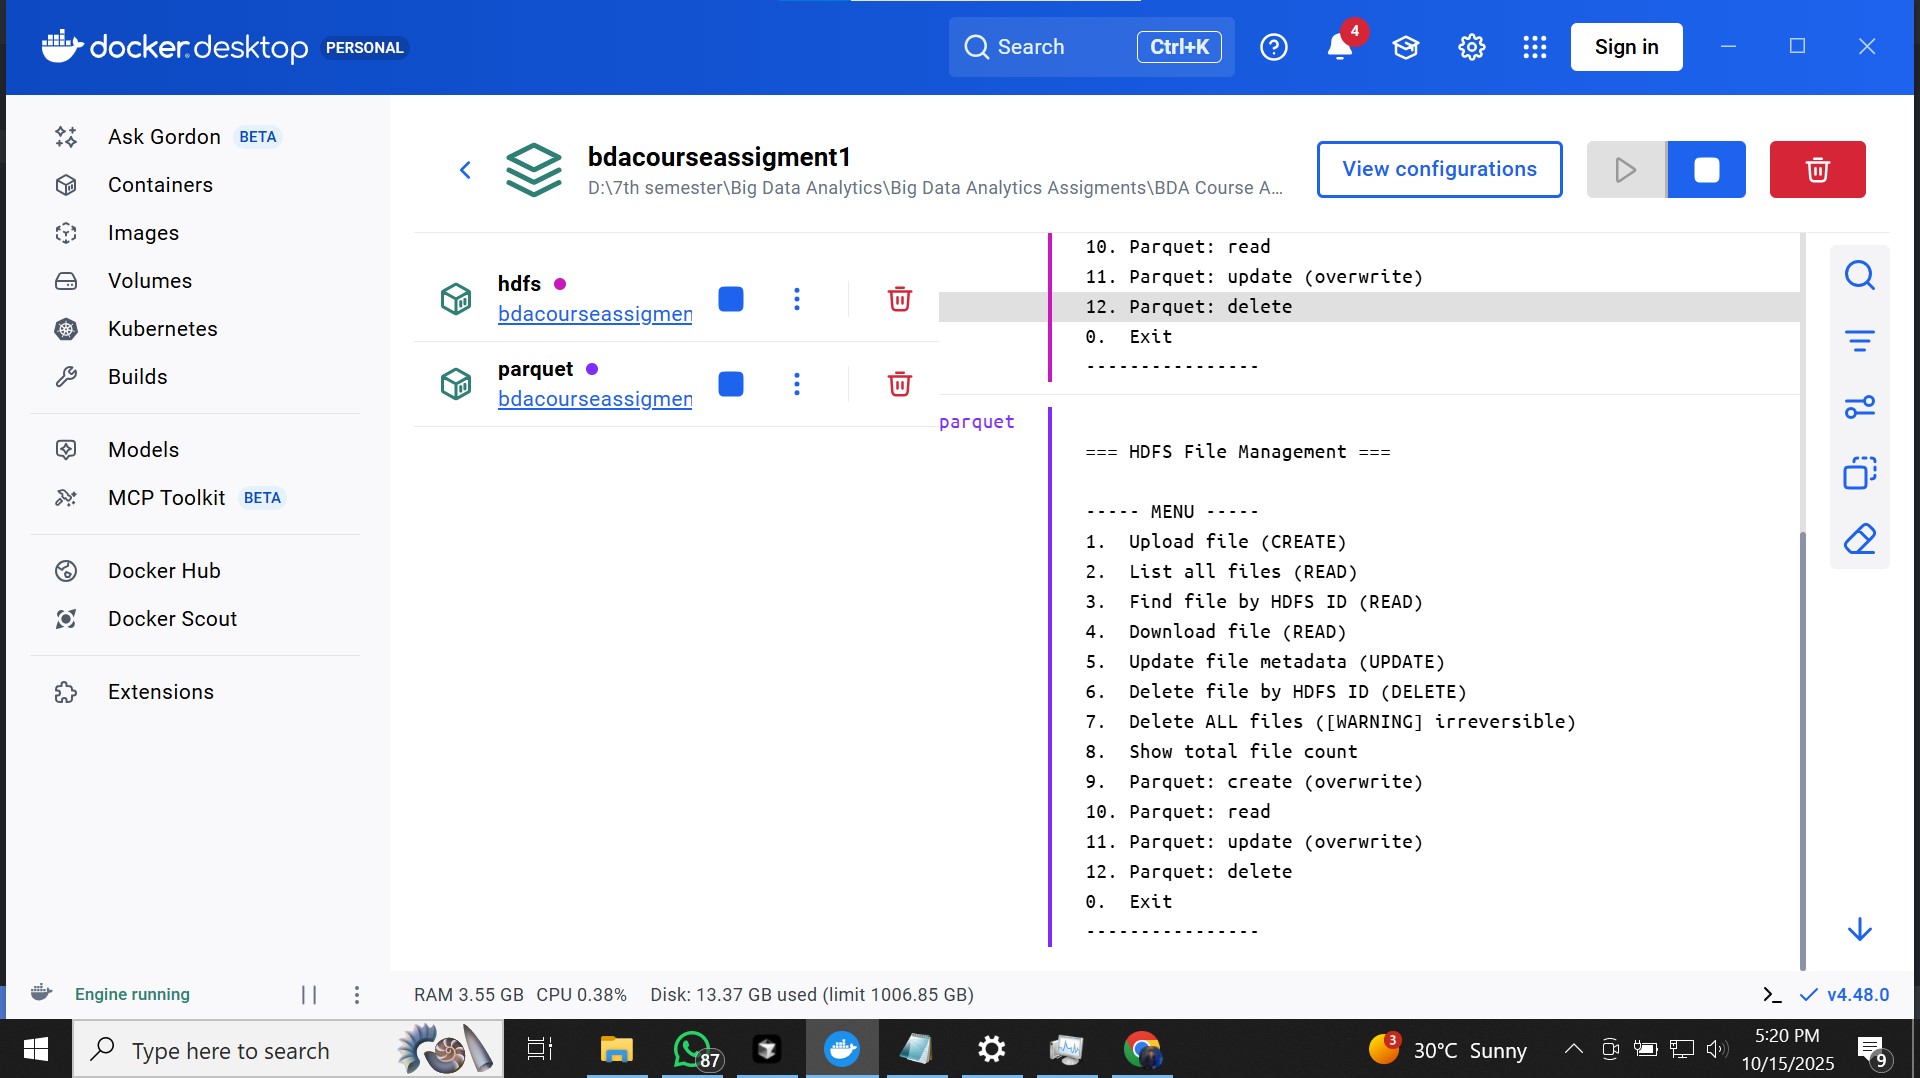 docker.desktop PERSONAL
Search Ctrl+K
4
Sign in
Ask Gordon BETA
Containers
Images
Volumes
Kubernetes
Builds
Models
MCP Toolkit BETA
Docker Hub
Docker Scout
Extensions
bdacourseassigment1
D:\7th semester\Big Data Analytics\Big Data Analytics Assigments\BDA Course A...
View configurations
hdfs
bdacourseassigmen
parquet
bdacourseassigmen
10. Parquet: read
11. Parquet: update (overwrite)
12. Parquet: delete
0. Exit
----------------
parquet
=== HDFS File Management ===
----- MENU -----
1. Upload file (CREATE)
2. List all files (READ)
3. Find file by HDFS ID (READ)
4. Download file (READ)
5. Update file metadata (UPDATE)
6. Delete file by HDFS ID (DELETE)
7. Delete ALL files ([WARNING] irreversible)
8. Show total file count
9. Parquet: create (overwrite)
10. Parquet: read
11. Parquet: update (overwrite)
12. Parquet: delete
0. Exit
----------------
Engine running
RAM 3.55 GB CPU 0.38% Disk: 13.37 GB used (limit 1006.85 GB)
v4.48.0
Type here to search
87
3
30°C Sunny
5:20 PM
10/15/2025
9